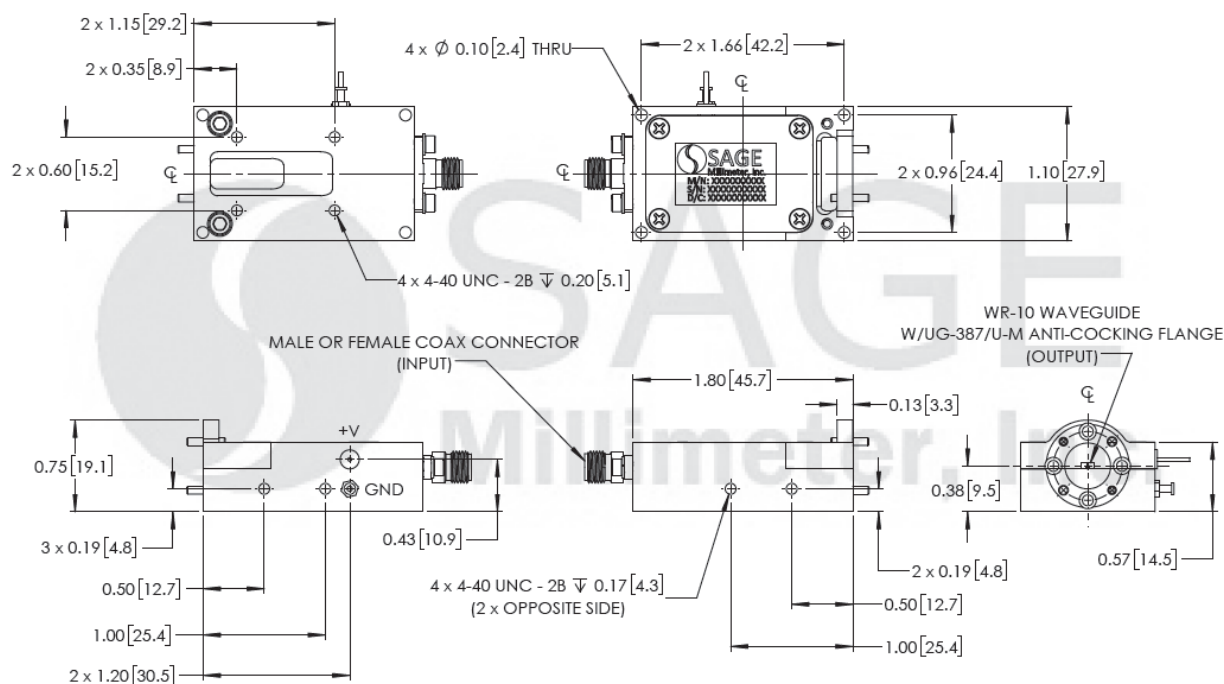 2 x 1.15[29.2]
2 x 0.35[8.9]
2 x 0.60[15.2]
4 x 4-40 UNC - 2B ↧ 0.20[5.1]
4 x Ø 0.10[2.4] THRU
2 x 1.66[42.2]
SAGE
Millimeter, Inc.
M/N: XXXXXXXXXX
S/N: XXXXXXXXXX
D/C: XXXXXXXXXXX
2 x 0.96[24.4]
1.10[27.9]
SAGE
Millimeter, Inc.
MALE OR FEMALE COAX CONNECTOR
(INPUT)
WR-10 WAVEGUIDE
W/UG-387/U-M ANTI-COCKING FLANGE
(OUTPUT)
0.75[19.1]
+V
GND
3 x 0.19[4.8]
0.50[12.7]
1.00[25.4]
2 x 1.20[30.5]
0.43[10.9]
1.80[45.7]
0.13[3.3]
4 x 4-40 UNC - 2B ↧ 0.17[4.3]
(2 x OPPOSITE SIDE)
2 x 0.19[4.8]
0.50[12.7]
1.00[25.4]
0.38[9.5]
0.57[14.5]